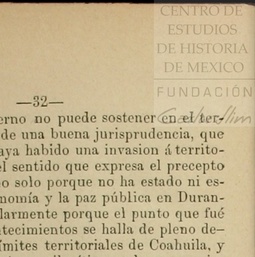 CENTRO DE
ESTUDIOS
DE HISTORIA
DE MEXICO
FUNDACIÓN
—32—
erno no puede sostener en el ter-
de una buena jurisprudencia, que
aya habido una invasion á territo-
el sentido que expresa el precepto
o solo porque no ha estado ni es-
nomía y la paz pública en Duran-
larmente porque el punto que fué
tecimientos se halla de pleno de-
ímites territoriales de Coahuila, y